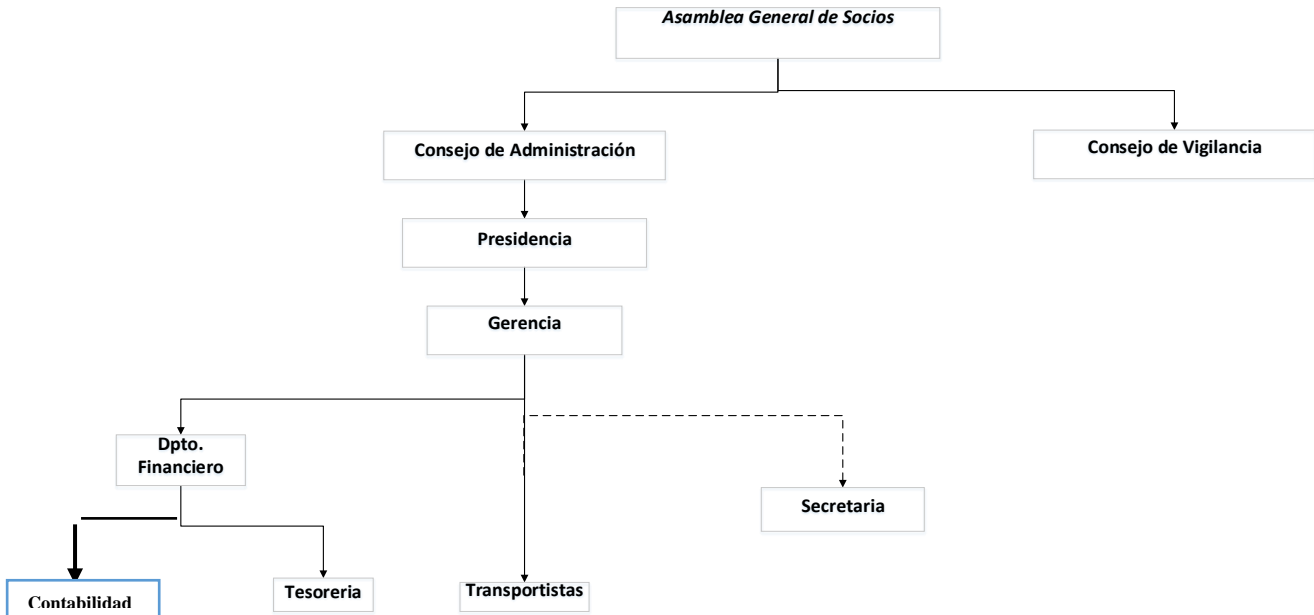 Asamblea General de Socios
Consejo de Administración
Consejo de Vigilancia
Presidencia
Gerencia
Dpto.
Financiero
Secretaria
Contabilidad
Tesoreria
Transportistas